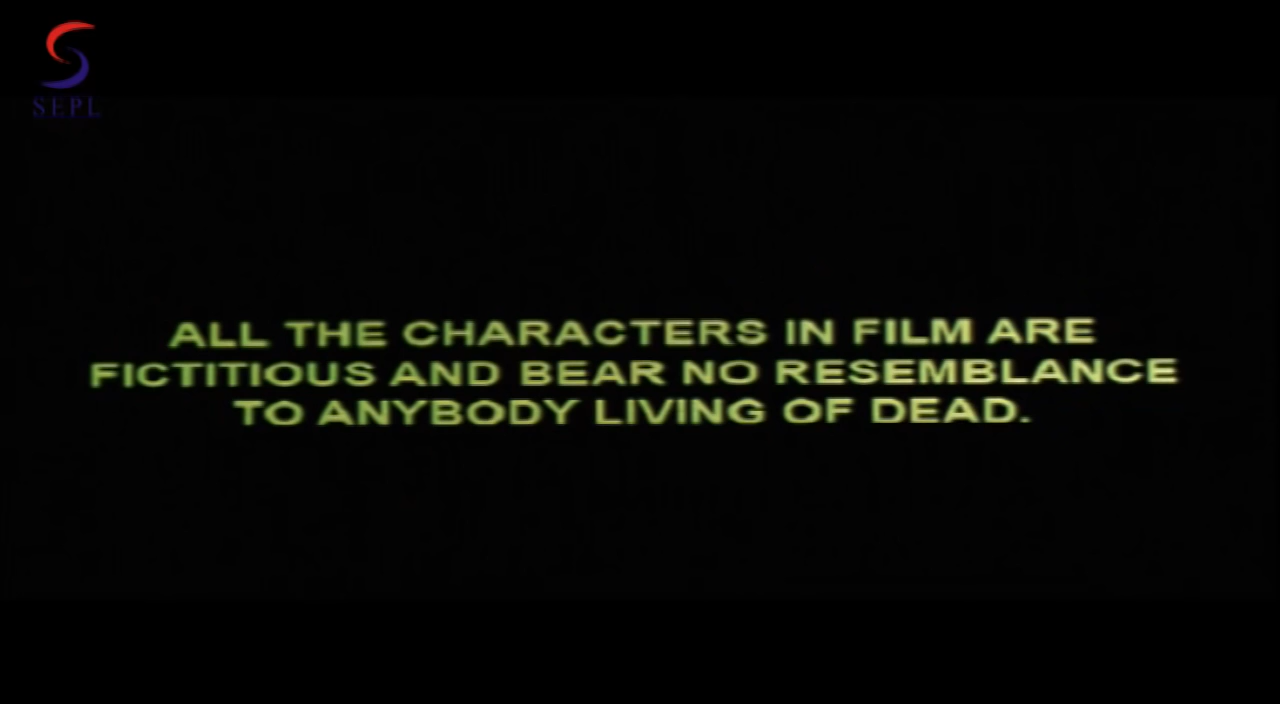 SEPL
ALL THE CHARACTERS IN FILM ARE
FICTITIOUS AND BEAR NO RESEMBLANCE
TO ANYBODY LIVING OF DEAD.